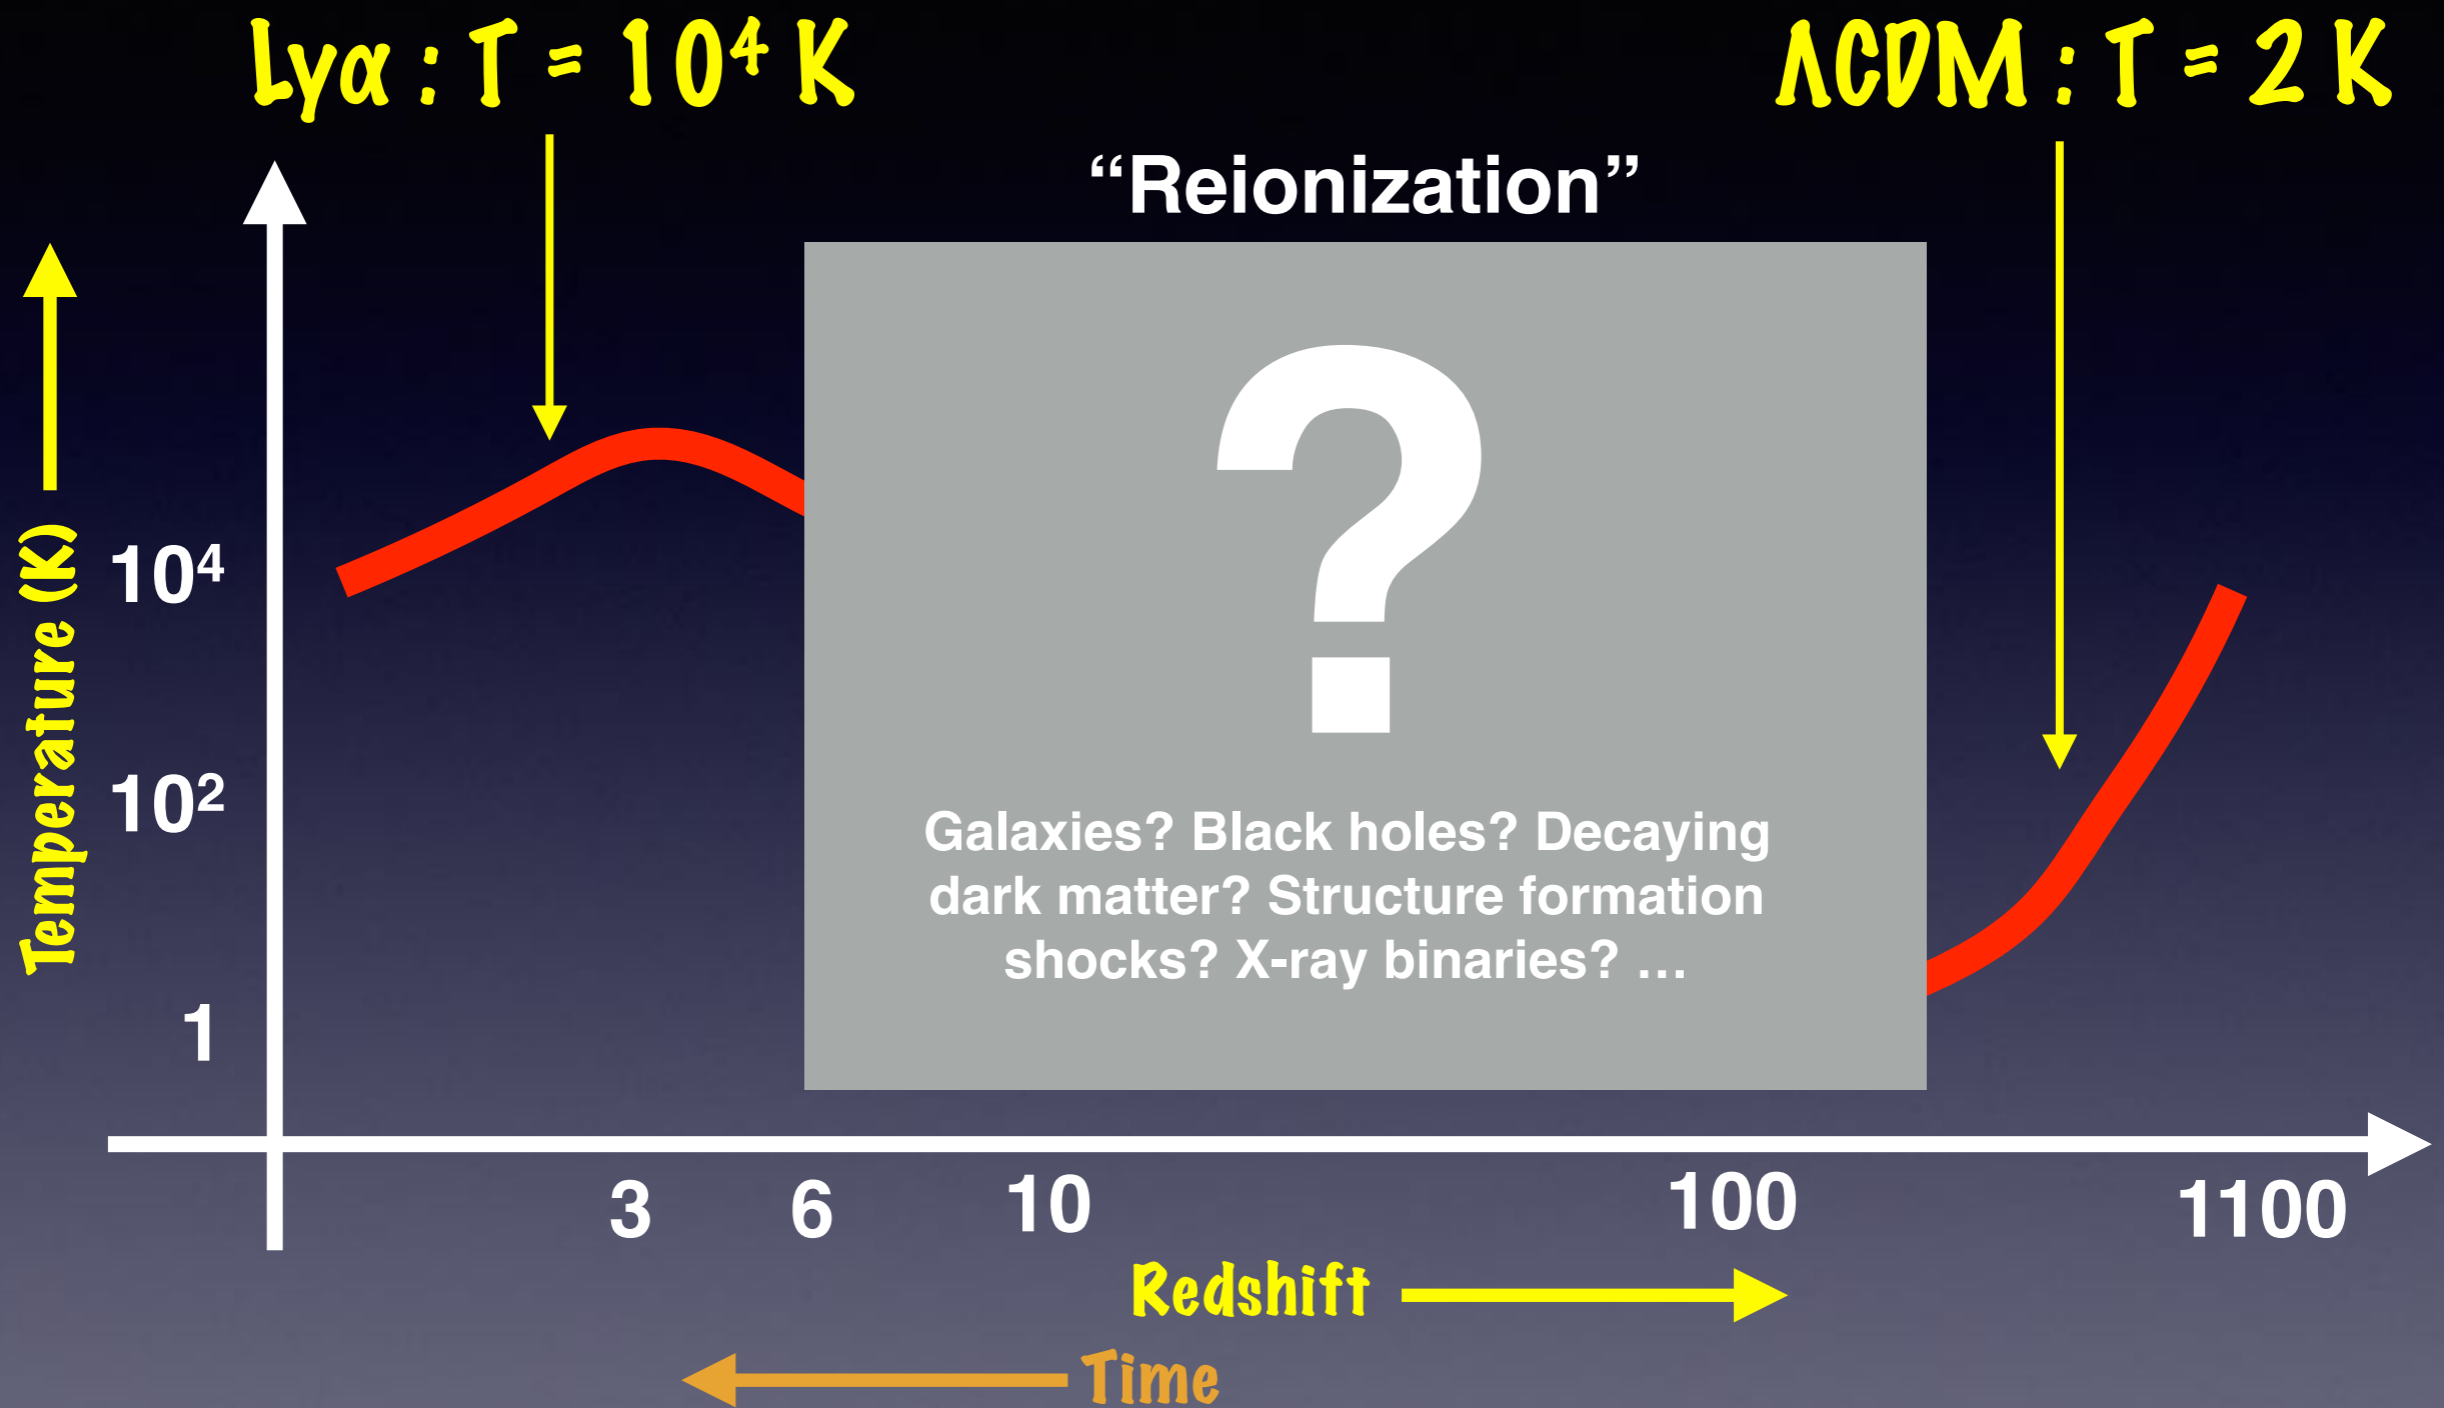 Lyα : T = 10⁴ K
ΛCDM : T = 2 K
“Reionization”
?
Galaxies? Black holes? Decaying
dark matter? Structure formation
shocks? X-ray binaries? …
Temperature (K)
10⁴
10²
1
3 6 10 100 1100
Redshift
Time